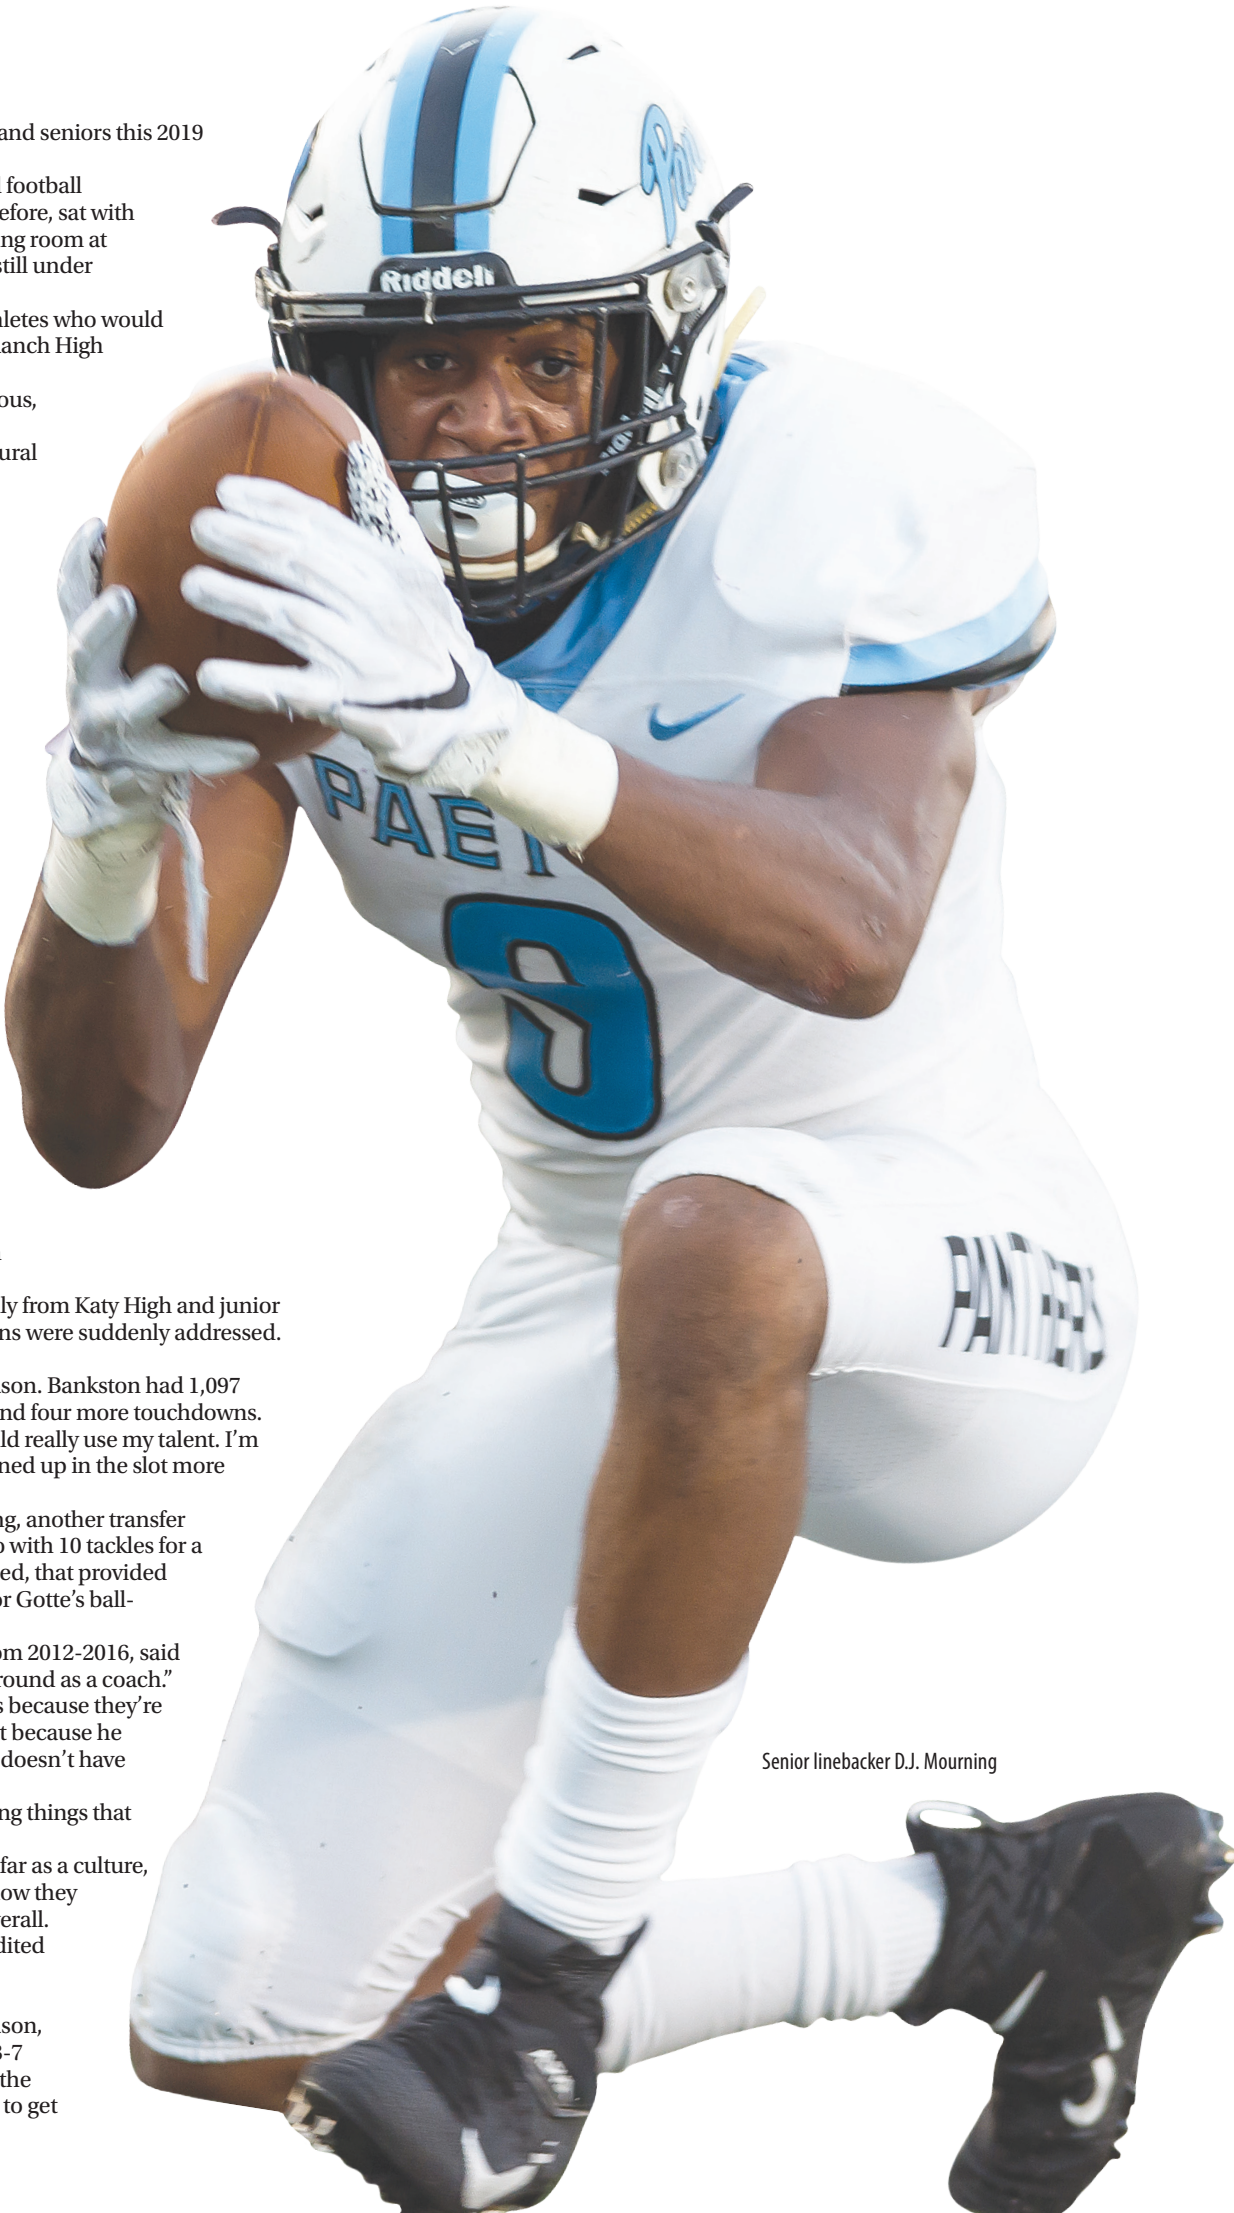 and seniors this 2019
football
efore, sat with
ng room at
still under
letes who would
anch High
ous,
ural
Riddell
PAET
9
PANTHERS
ly from Katy High and junior
ns were suddenly addressed.
son. Bankston had 1,097
nd four more touchdowns.
ld really use my talent. I'm
ned up in the slot more
ng, another transfer
with 10 tackles for a
ed, that provided
or Gotte's ball-
om 2012-2016, said
round as a coach.”
s because they're
t because he
doesn't have
Senior linebacker D.J. Mourning
ng things that
far as a culture,
ow they
erall.
dited
son,
3-7
the
to get